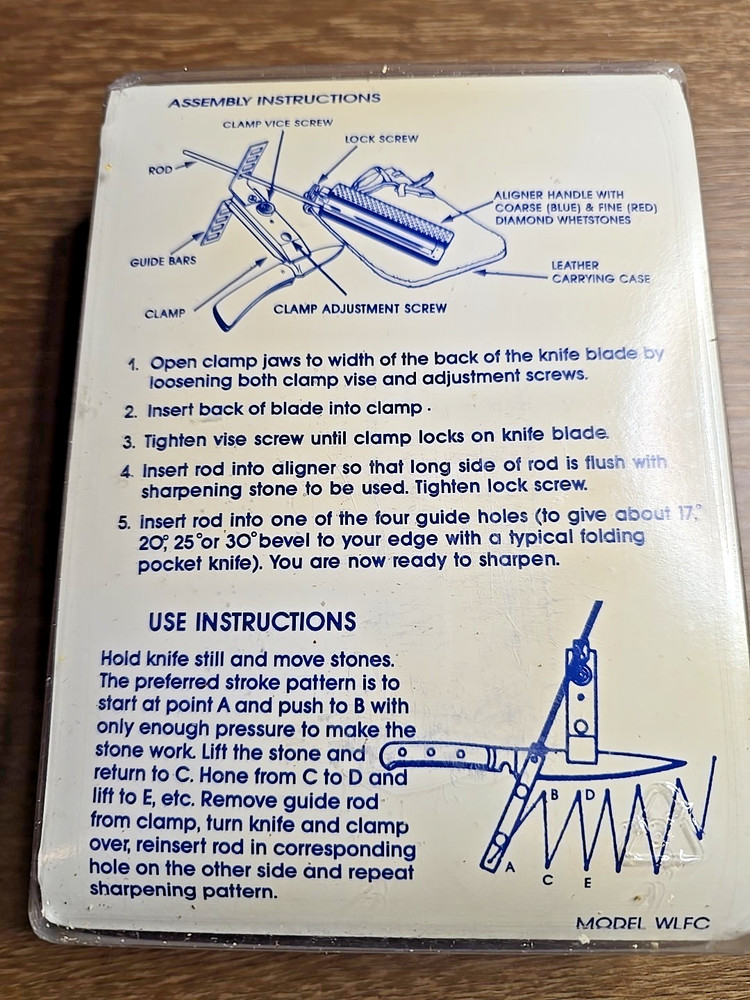 ASSEMBLY INSTRUCTIONS
CLAMP VICE SCREW
LOCK SCREW
ROD
ALIGNER HANDLE WITH
COARSE (BLUE) & FINE (RED)
DIAMOND WHETSTONES
GUIDE BARS
LEATHER
CARRYING CASE
CLAMP
CLAMP ADJUSTMENT SCREW
1. Open clamp jaws to width of the back of the knife blade by
loosening both clamp vise and adjustment screws.
2. Insert back of blade into clamp.
3. Tighten vise screw until clamp locks on knife blade.
4. Insert rod into aligner so that long side of rod is flush with
sharpening stone to be used. Tighten lock screw.
5. Insert rod into one of the four guide holes (to give about 17°,
20°, 25° or 30° bevel to your edge with a typical folding
pocket knife). You are now ready to sharpen.
USE INSTRUCTIONS
Hold knife still and move stones.
The preferred stroke pattern is to
start at point A and push to B with
only enough pressure to make the
stone work. Lift the stone and
return to C. Hone from C to D and
lift to E, etc. Remove guide rod
from clamp, turn knife and clamp
over, reinsert rod in corresponding
hole on the other side and repeat
sharpening pattern.
B D
A
C E
MODEL WLFC